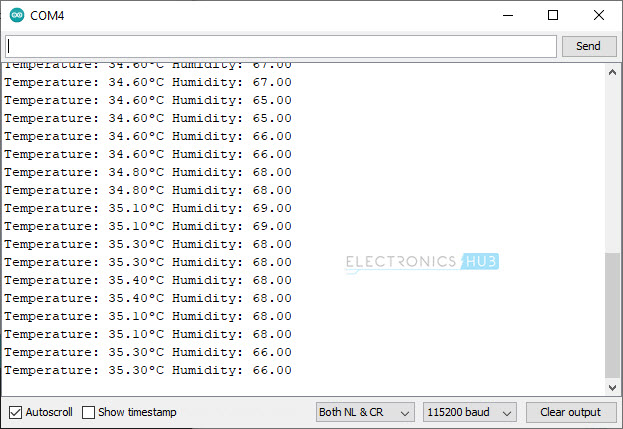 COM4
Send
Temperature: 34.60°C Humidity: 67.00
Temperature: 34.60°C Humidity: 67.00
Temperature: 34.60°C Humidity: 65.00
Temperature: 34.60°C Humidity: 65.00
Temperature: 34.60°C Humidity: 66.00
Temperature: 34.60°C Humidity: 66.00
Temperature: 34.80°C Humidity: 68.00
Temperature: 34.80°C Humidity: 68.00
Temperature: 35.10°C Humidity: 69.00
Temperature: 35.10°C Humidity: 69.00
Temperature: 35.30°C Humidity: 68.00
Temperature: 35.30°C Humidity: 68.00
Temperature: 35.40°C Humidity: 68.00
Temperature: 35.40°C Humidity: 68.00
Temperature: 35.10°C Humidity: 68.00
Temperature: 35.10°C Humidity: 68.00
Temperature: 35.30°C Humidity: 66.00
Temperature: 35.30°C Humidity: 66.00
ELECTRONICS HU3
Autoscroll Show timestamp Both NL & CR 115200 baud Clear output